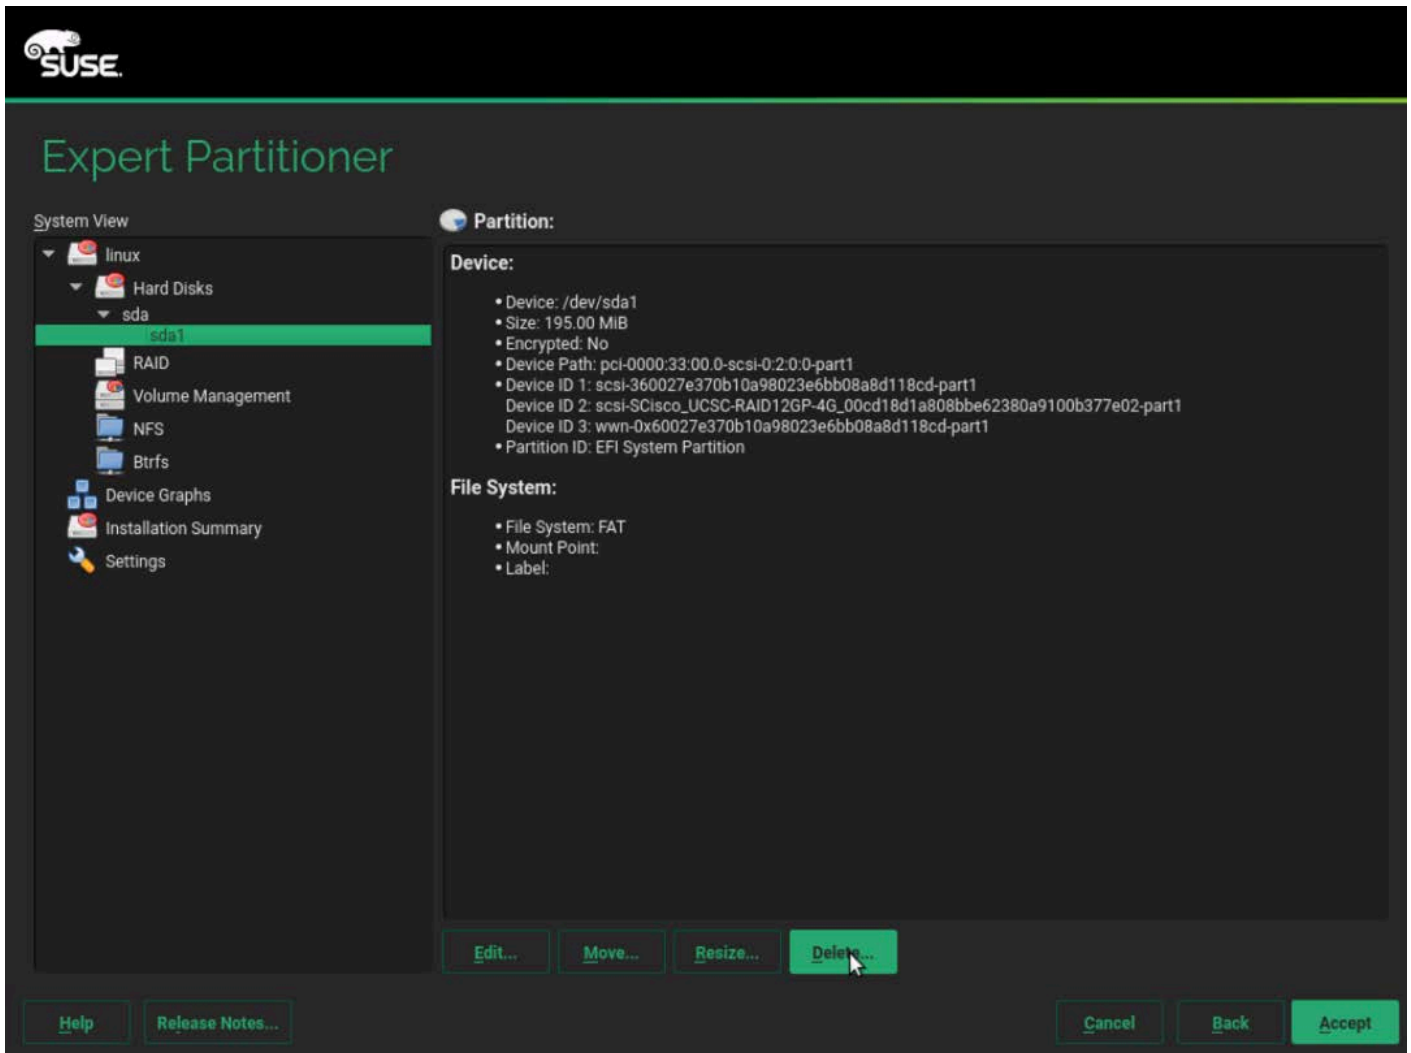 SUSE.
Expert Partitioner
System View
linux
Hard Disks
sda
sda1
RAID
Volume Management
NFS
Btrfs
Device Graphs
Installation Summary
Settings
Partition:
Device:
• Device: /dev/sda1
• Size: 195.00 MiB
• Encrypted: No
• Device Path: pci-0000:33:00.0-scsi-0:2:0:0-part1
• Device ID 1: scsi-360027e370b10a98023e6bb08a8d118cd-part1
Device ID 2: scsi-SCisco_UCSC-RAID12GP-4G_00cd18d1a808bbe62380a9100b377e02-part1
Device ID 3: wwn-0x60027e370b10a98023e6bb08a8d118cd-part1
• Partition ID: EFI System Partition
File System:
• File System: FAT
• Mount Point:
• Label:
Edit... Move... Resize... Delete...
Help Release Notes... Cancel Back Accept